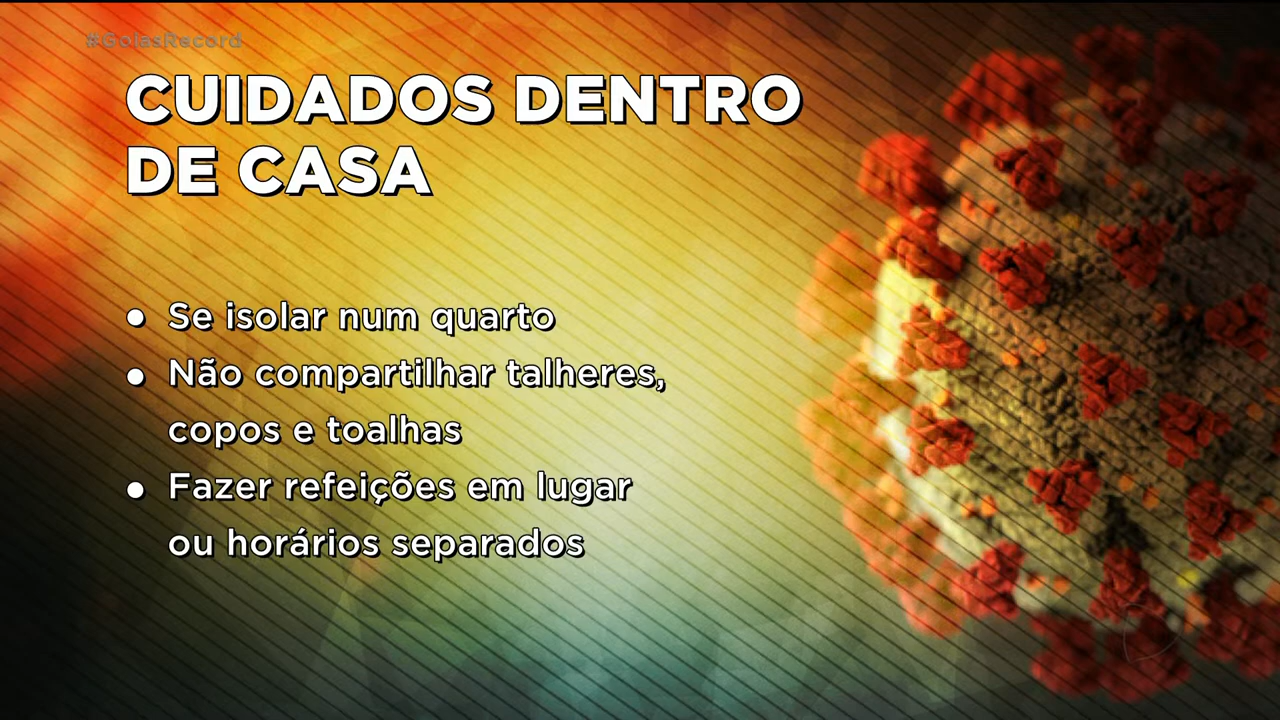 #GoiasRecord
CUIDADOS DENTRO
DE CASA
• Se isolar num quarto
• Não compartilhar talheres,
copos e toalhas
• Fazer refeições em lugar
ou horários separados